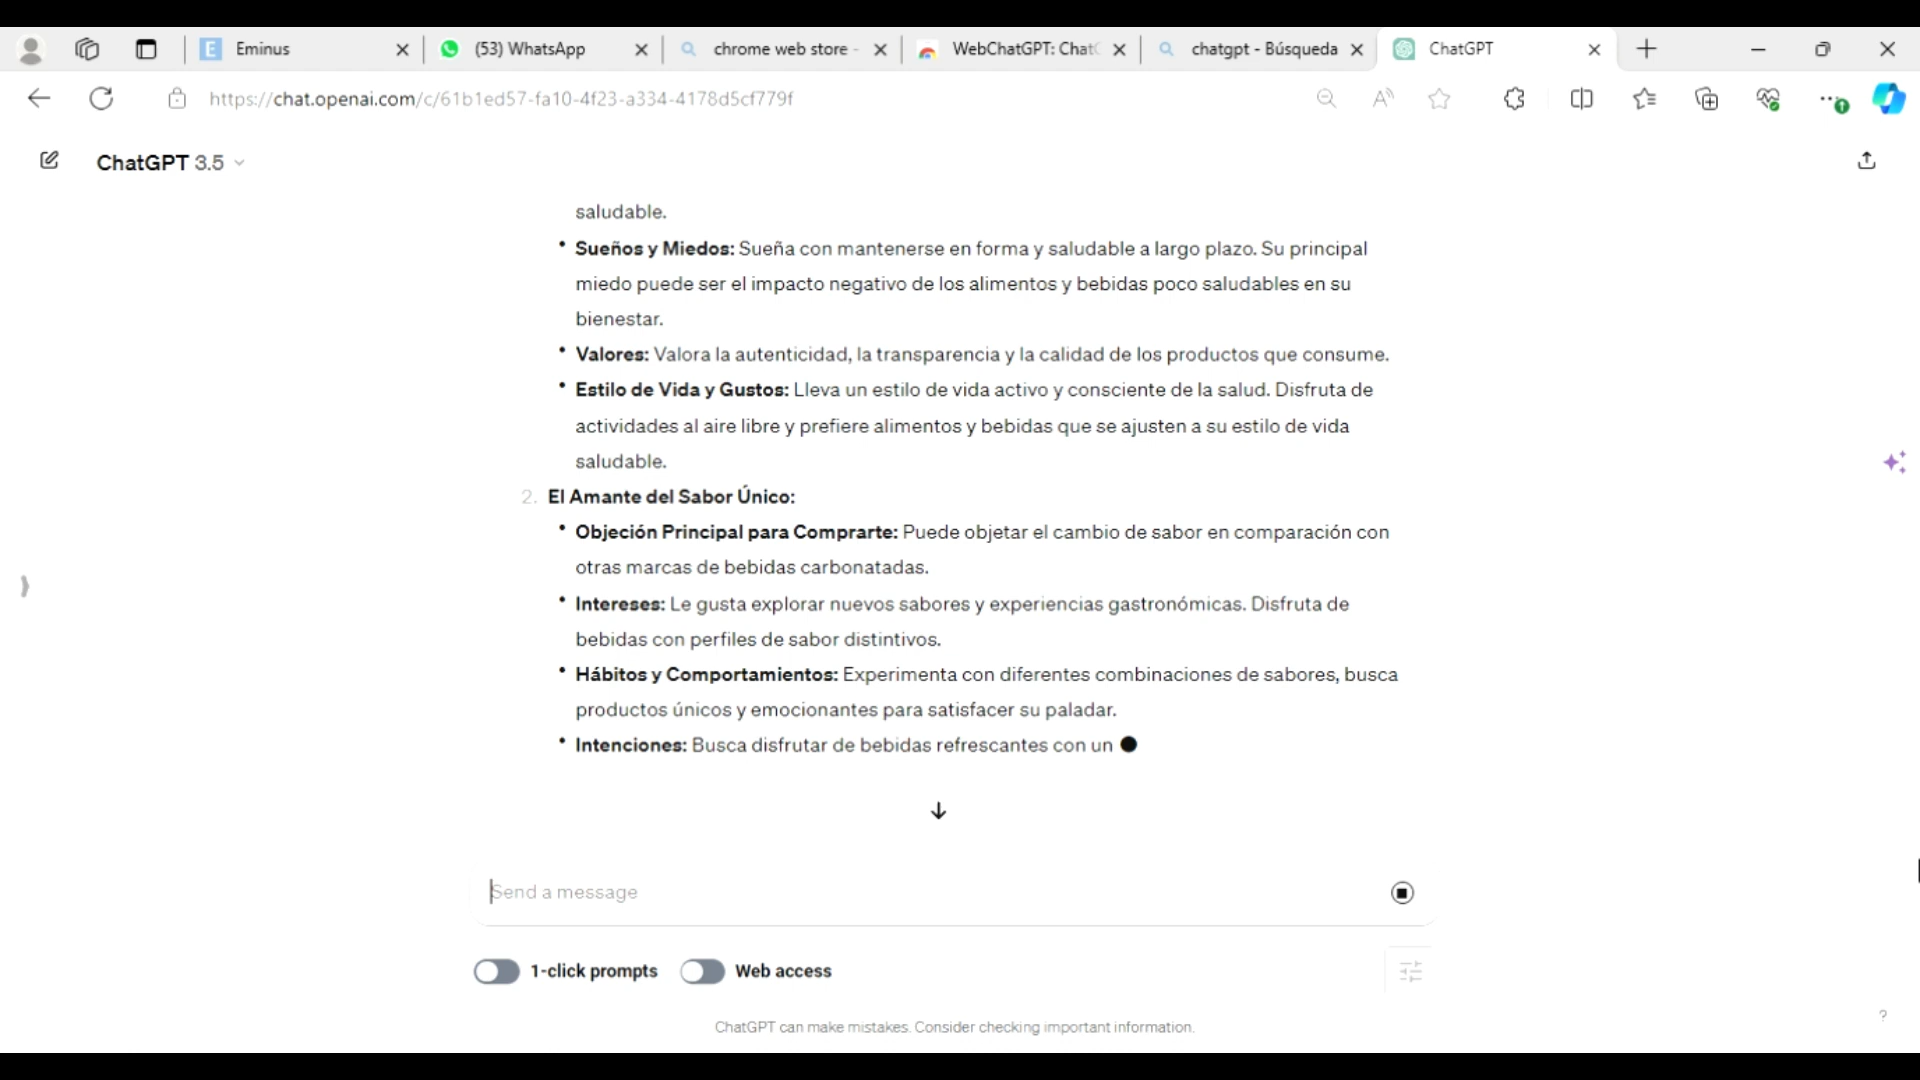 Eminus
(53) WhatsApp
chrome web store -
WebChatGPT: Chat
chatgpt - Búsqueda
ChatGPT
https://chat.openai.com/c/61b1ed57-fa10-4f23-a334-4178d5cf779f
ChatGPT 3.5
saludable.
• Sueños y Miedos: Sueña con mantenerse en forma y saludable a largo plazo. Su principal
miedo puede ser el impacto negativo de los alimentos y bebidas poco saludables en su
bienestar.
• Valores: Valora la autenticidad, la transparencia y la calidad de los productos que consume.
• Estilo de Vida y Gustos: Lleva un estilo de vida activo y consciente de la salud. Disfruta de
actividades al aire libre y prefiere alimentos y bebidas que se ajusten a su estilo de vida
saludable.
2. El Amante del Sabor Único:
• Objeción Principal para Comprarte: Puede objetar el cambio de sabor en comparación con
otras marcas de bebidas carbonatadas.
• Intereses: Le gusta explorar nuevos sabores y experiencias gastronómicas. Disfruta de
bebidas con perfiles de sabor distintivos.
• Hábitos y Comportamientos: Experimenta con diferentes combinaciones de sabores, busca
productos únicos y emocionantes para satisfacer su paladar.
• Intenciones: Busca disfrutar de bebidas refrescantes con un
Send a message
1-click prompts
Web access
ChatGPT can make mistakes. Consider checking important information.
?